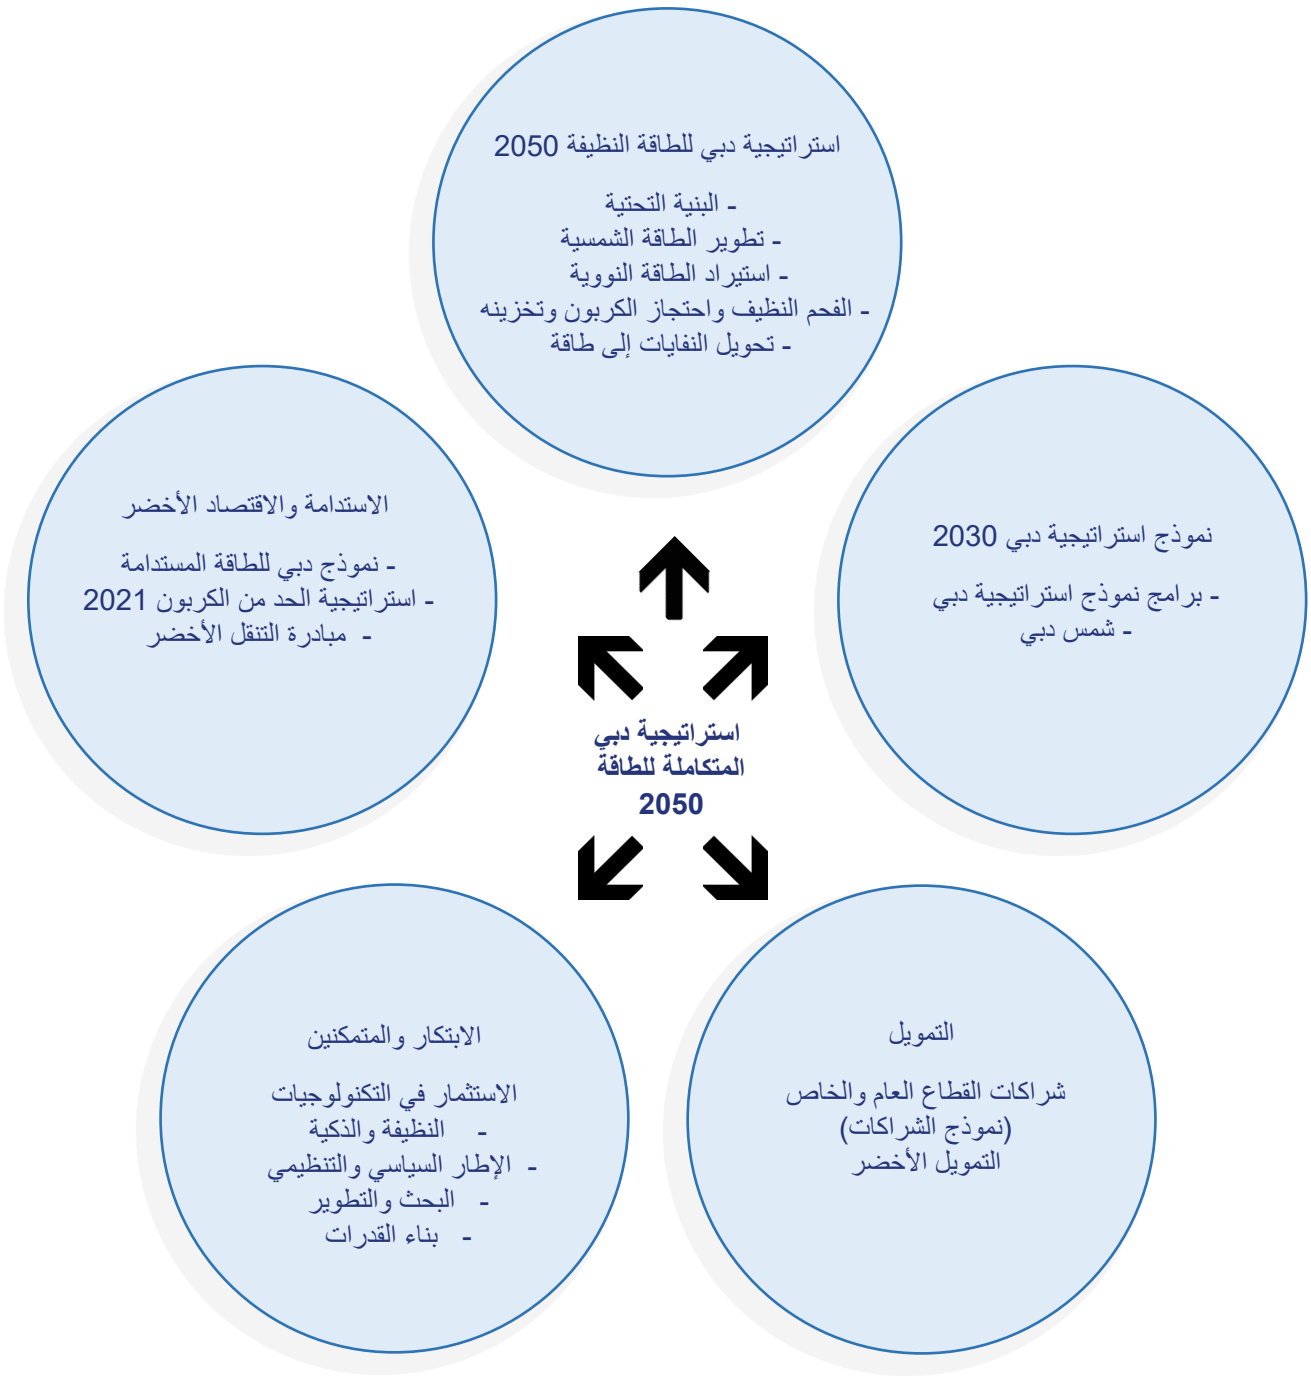 استراتيجية دبي للطاقة النظيفة 2050
- البنية التحتية
- تطوير الطاقة الشمسية
- استيراد الطاقة النووية
- الفحم النظيف واحتجاز الكربون وتخزينه
- تحويل النفايات إلى طاقة
نموذج استراتيجية دبي 2030
- برامج نموذج استراتيجية دبي
- شمس دبي
الاستدامة والاقتصاد الأخضر
- نموذج دبي للطاقة المستدامة
- استراتيجية الحد من الكربون 2021
- مبادرة التنقل الأخضر
استراتيجية دبي
المتكاملة للطاقة
2050
التمويل
شراكات القطاع العام والخاص
(نموذج الشراكات)
التمويل الأخضر
الابتكار والمتمكنين
الاستثمار في التكنولوجيات
- النظيفة والذكية
- الإطار السياسي والتنظيمي
- البحث والتطوير
- بناء القدرات